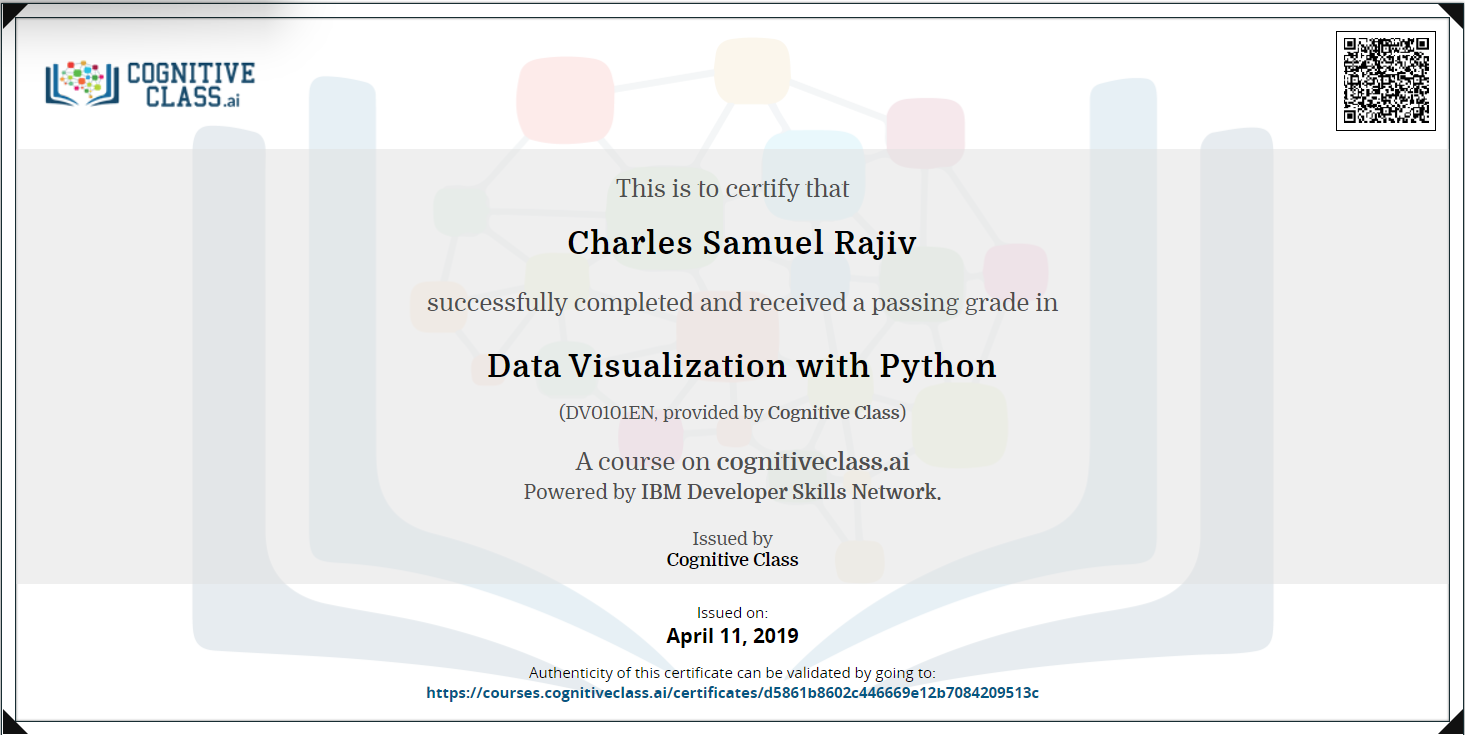 COGNITIVE
CLASS.ai
This is to certify that
Charles Samuel Rajiv
successfully completed and received a passing grade in
Data Visualization with Python
(DV0101EN, provided by Cognitive Class)
A course on cognitiveclass.ai
Powered by IBM Developer Skills Network.
Issued by
Cognitive Class
Issued on:
April 11, 2019
Authenticity of this certificate can be validated by going to:
https://courses.cognitiveclass.ai/certificates/d5861b8602c446669e12b7084209513c